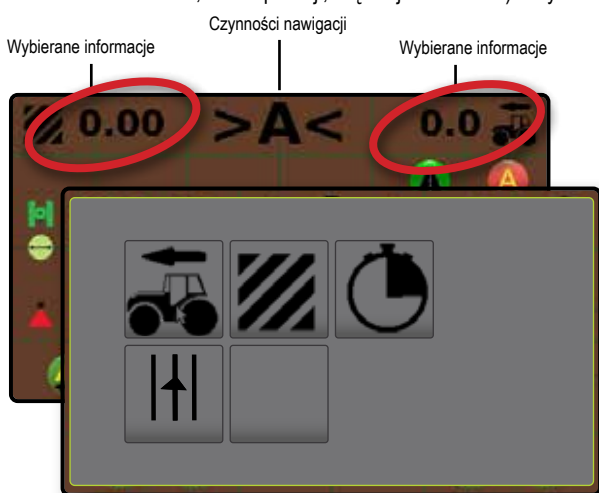 Czynności nawigacji
Wybierane informacje
Wybierane informacje
0.00 >A< 0.0
A